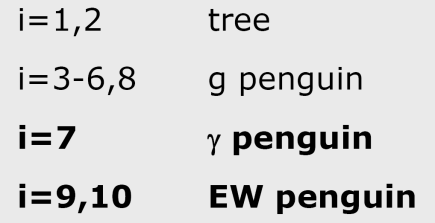 i=1,2 tree
i=3-6,8 g penguin
i=7 γ penguin
i=9,10 EW penguin